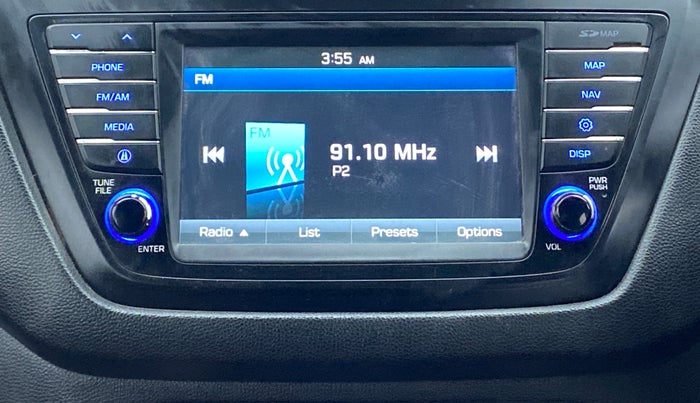 SD MAP
3:55 AM
PHONE
FM
MAP
FM/AM
NAV
FM
MEDIA
91.10 MHz
P2
DISP
TUNE
FILE
PWR
PUSH
Radio ▲ List Presets Options
ENTER
VOL